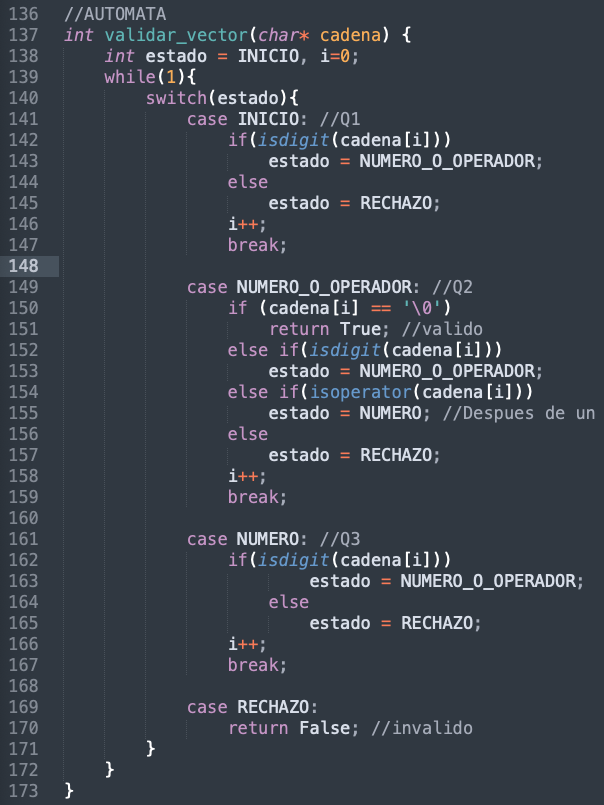 136 //AUTOMATA
137 int validar_vector(char* cadena) {
138     int estado = INICIO, i=0;
139     while(1){
140         switch(estado){
141             case INICIO: //Q1
142                 if(isdigit(cadena[i]))
143                     estado = NUMERO_O_OPERADOR;
144                 else
145                     estado = RECHAZO;
146                 i++;
147                 break;
148
149             case NUMERO_O_OPERADOR: //Q2
150                 if (cadena[i] == '\0')
151                     return True; //valido
152                 else if(isdigit(cadena[i]))
153                     estado = NUMERO_O_OPERADOR;
154                 else if(isoperator(cadena[i]))
155                     estado = NUMERO; //Despues de un
156                 else
157                     estado = RECHAZO;
158                 i++;
159                 break;
160
161             case NUMERO: //Q3
162                 if(isdigit(cadena[i]))
163                         estado = NUMERO_O_OPERADOR;
164                     else
165                         estado = RECHAZO;
166                 i++;
167                 break;
168
169             case RECHAZO:
170                 return False; //invalido
171         }
172     }
173 }